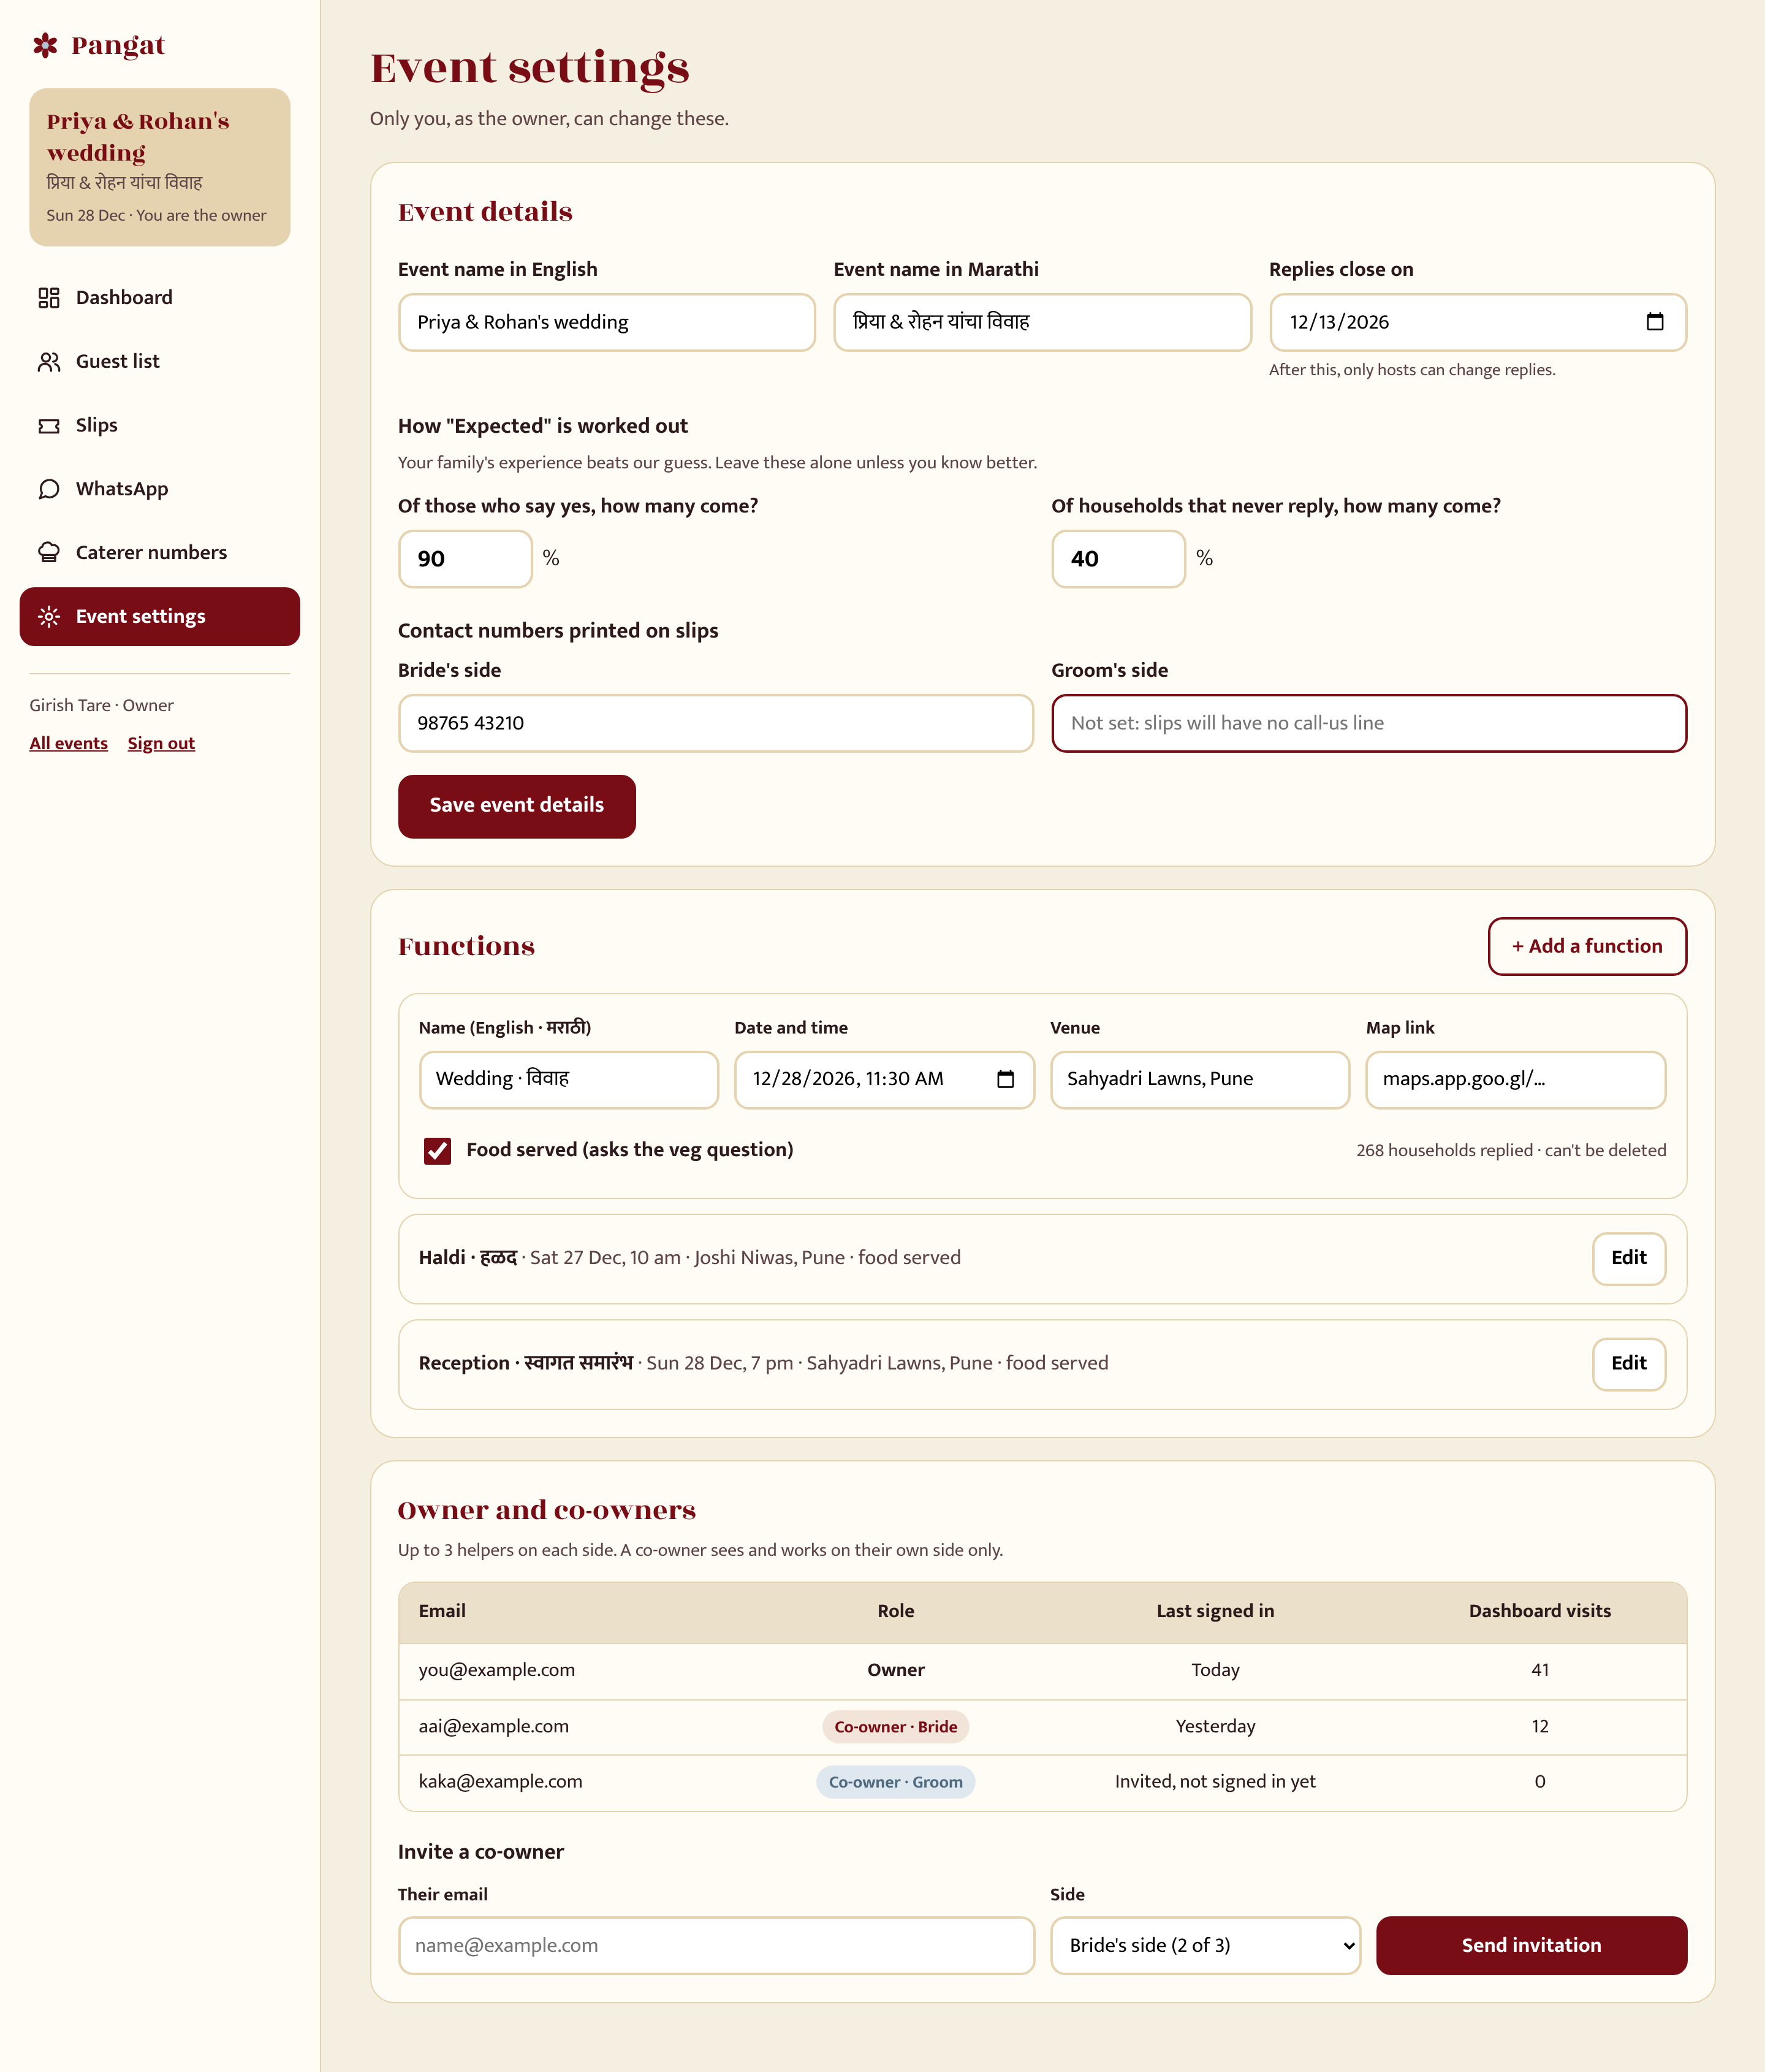 Pangat
Priya & Rohan's
wedding
प्रिया & रोहन यांचा विवाह
Sun 28 Dec · You are the owner
Dashboard
Guest list
Slips
WhatsApp
Caterer numbers
Event settings
Girish Tare · Owner
All events Sign out
Event settings
Only you, as the owner, can change these.
Event details
Event name in English Event name in Marathi Replies close on
Priya & Rohan's wedding प्रिया & रोहन यांचा विवाह 12/13/2026
After this, only hosts can change replies.
How "Expected" is worked out
Your family's experience beats our guess. Leave these alone unless you know better.
Of those who say yes, how many come? Of households that never reply, how many come?
90 % 40 %
Contact numbers printed on slips
Bride's side Groom's side
98765 43210 Not set: slips will have no call-us line
Save event details
Functions + Add a function
Name (English · मराठी) Date and time Venue Map link
Wedding · विवाह 12/28/2026, 11:30 AM Sahyadri Lawns, Pune maps.app.goo.gl/...
Food served (asks the veg question) 268 households replied · can't be deleted
Haldi · हळद · Sat 27 Dec, 10 am · Joshi Niwas, Pune · food served Edit
Reception · स्वागत समारंभ · Sun 28 Dec, 7 pm · Sahyadri Lawns, Pune · food served Edit
Owner and co-owners
Up to 3 helpers on each side. A co-owner sees and works on their own side only.
Email Role Last signed in Dashboard visits
you@example.com Owner Today 41
aai@example.com Co-owner · Bride Yesterday 12
kaka@example.com Co-owner · Groom Invited, not signed in yet 0
Invite a co-owner
Their email Side
name@example.com Bride's side (2 of 3) Send invitation